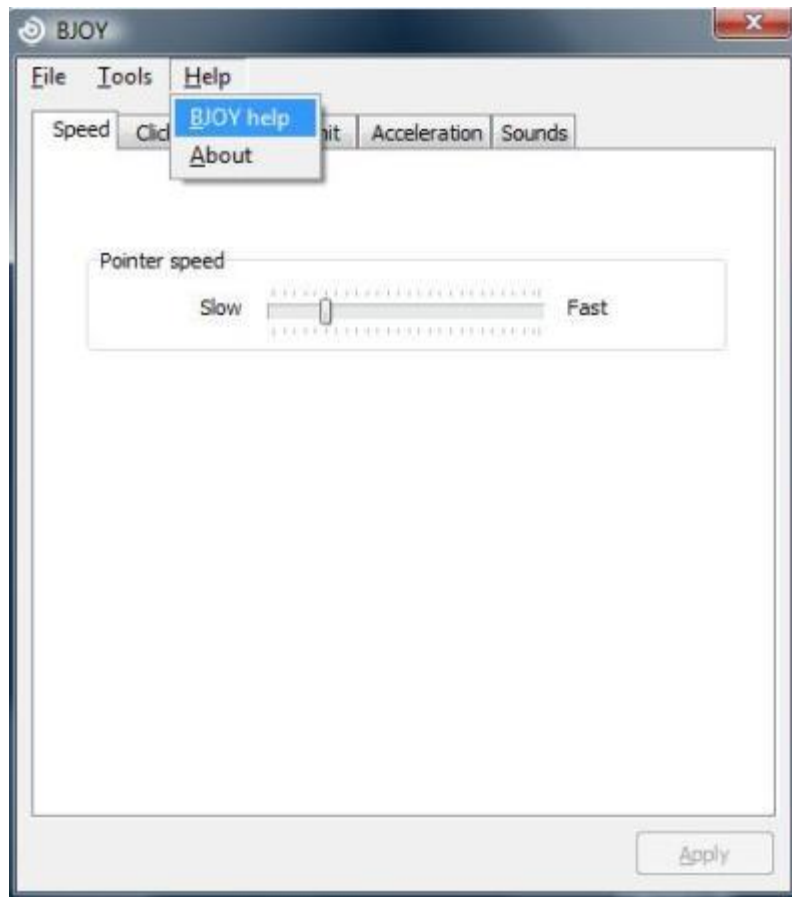 BJOY
File Tools Help
BJOY help
About
Speed Acceleration Sounds
Pointer speed
Slow Fast
Apply